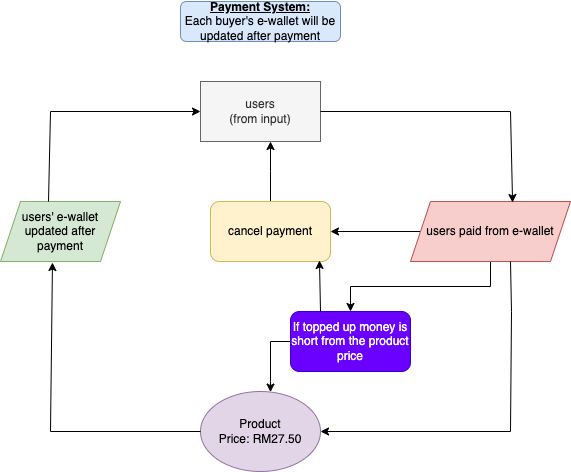 Payment System:
Each buyer's e-wallet will be
updated after payment
users
(from input)
users' e-wallet
updated after
payment
cancel payment
users paid from e-wallet
If topped up money is
short from the product
price
Product
Price: RM27.50